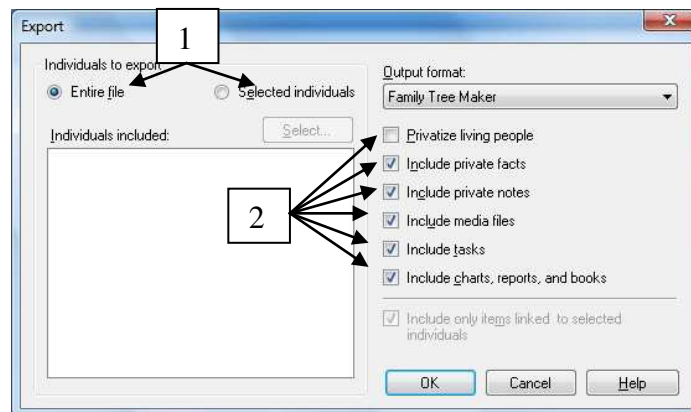 Export
1
Individuals to export
Entire file
Selected individuals
Individuals included:
Select...
2
Output format:
Family Tree Maker
Privatize living people
Include private facts
Include private notes
Include media files
Include tasks
Include charts, reports, and books
Include only items linked to selected
individuals
OK
Cancel
Help